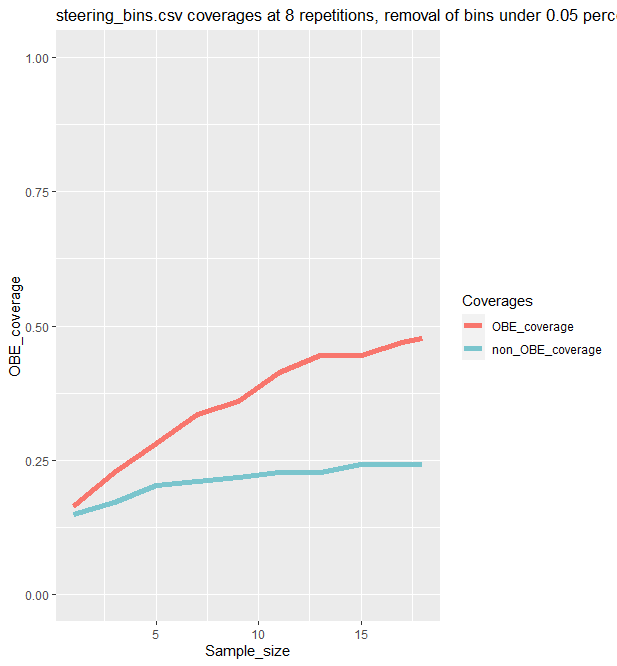 steering_bins.csv coverages at 8 repetitions, removal of bins under 0.05 perc
1.00
0.75
0.50
0.25
0.00
OBE_coverage
5 10 15
Sample_size
Coverages
OBE_coverage
non_OBE_coverage